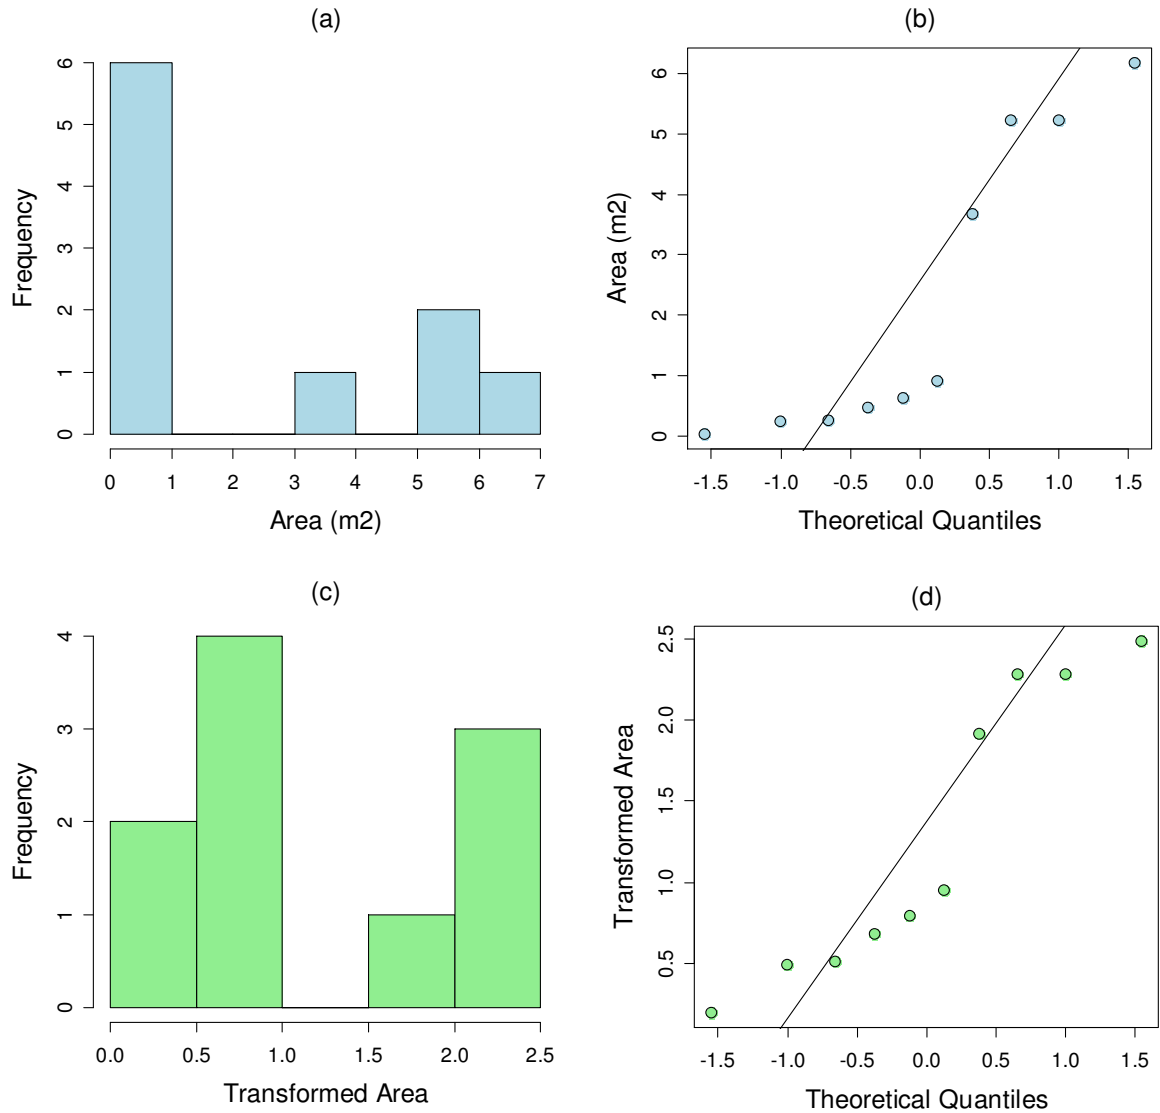 (a)
6
5
4
3
2
1
0
Frequency
0 1 2 3 4 5 6 7
Area (m2)
(b)
6
5
4
3
2
1
0
Area (m2)
-1.5 -1.0 -0.5 0.0 0.5 1.0 1.5
Theoretical Quantiles
(c)
4
3
2
1
0
Frequency
0.0 0.5 1.0 1.5 2.0 2.5
Transformed Area
(d)
2.5
2.0
1.5
1.0
0.5
Transformed Area
-1.5 -1.0 -0.5 0.0 0.5 1.0 1.5
Theoretical Quantiles